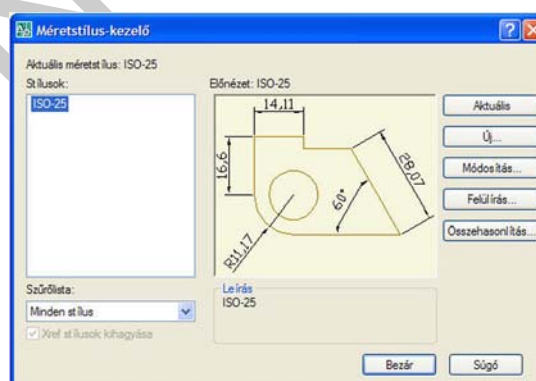 Méretstílus-kezelő
Aktuális méretstílus: ISO-25
Stílusok:
ISO-25
Előnézet: ISO-25
14,11
16,6
28,07
60°
R11,17
Aktuális
Új...
Módosítás...
Felülírás...
Összehasonlítás...
Szűrőlista:
Minden stílus
Xref stílusok kihagyása
Leírás
ISO-25
Bezár
Súgó